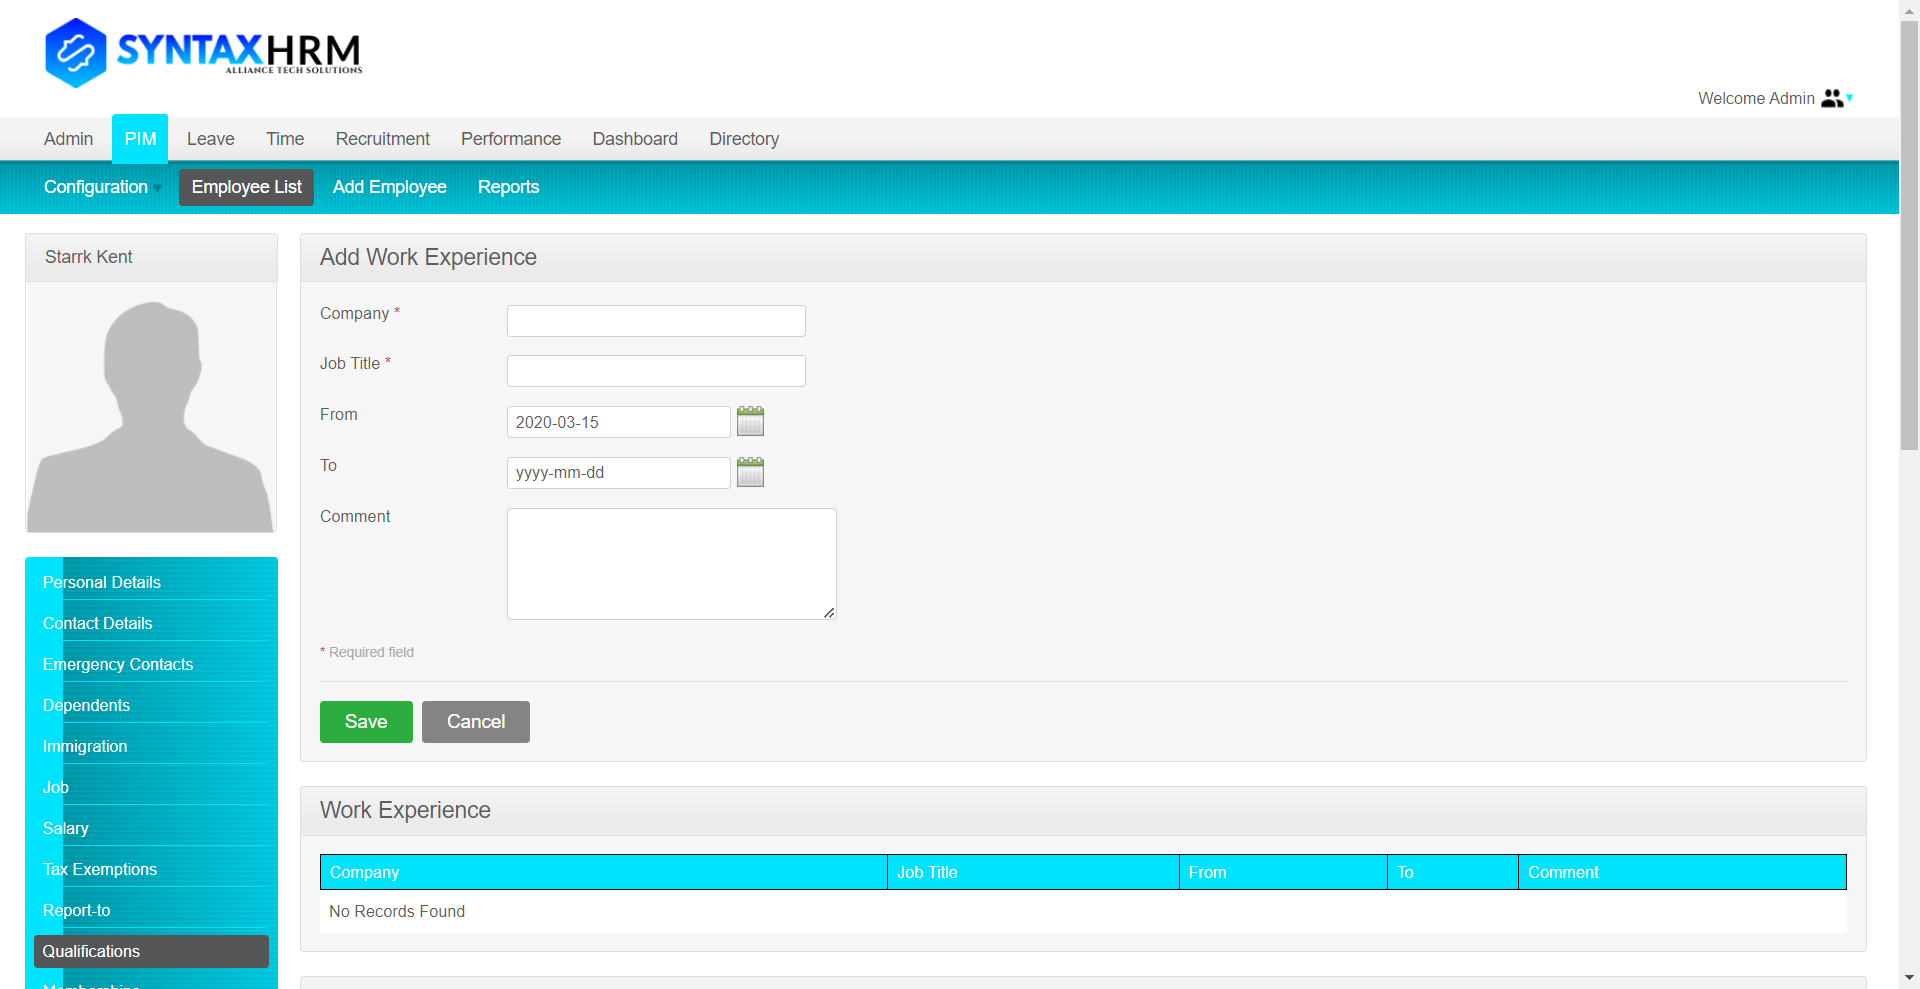 SYNTAXHRM
ALLIANCE TECH SOLUTIONS
Welcome Admin
Admin PIM Leave Time Recruitment Performance Dashboard Directory
Configuration Employee List Add Employee Reports
Starrk Kent
Add Work Experience
Company *
Job Title *
From 2020-03-15
To yyyy-mm-dd
Comment
* Required field
Save Cancel
Personal Details
Contact Details
Emergency Contacts
Dependents
Immigration
Job
Salary
Tax Exemptions
Report-to
Qualifications
Work Experience
Company Job Title From To Comment
No Records Found